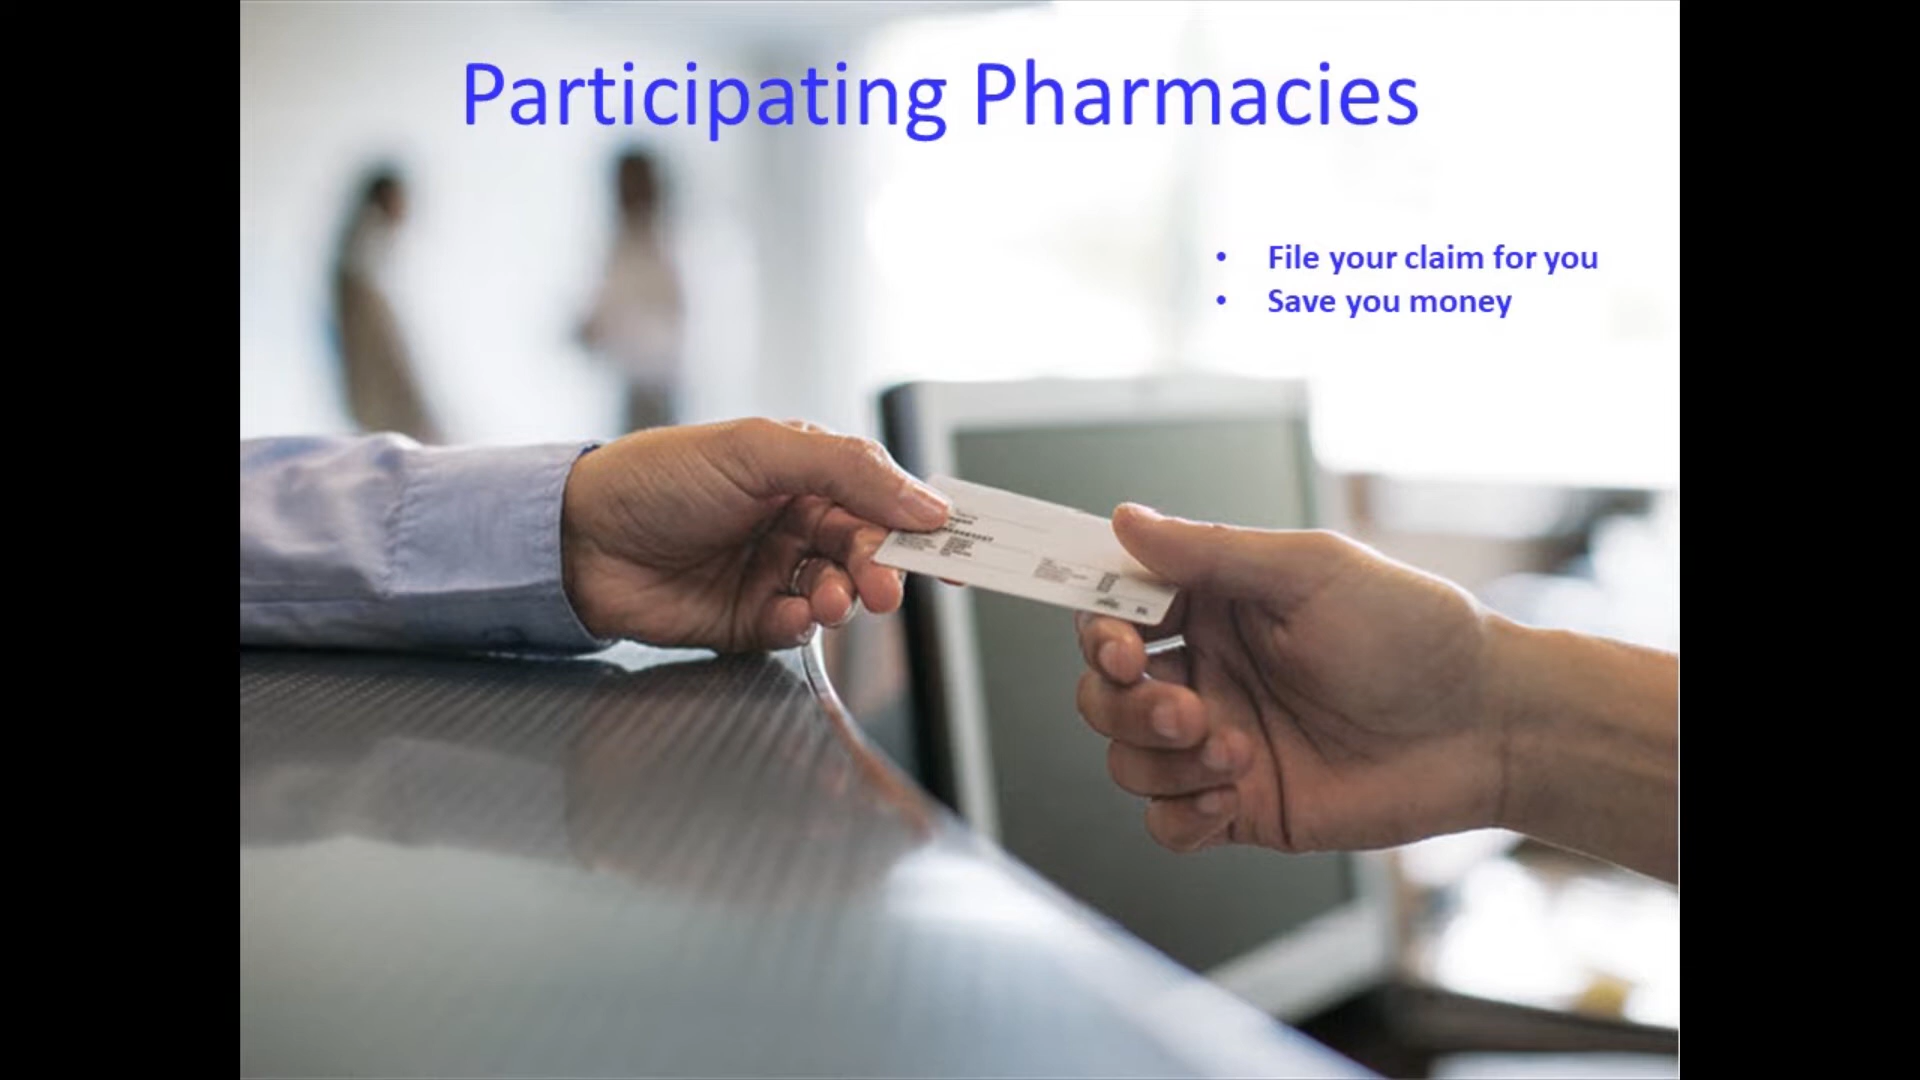 Participating Pharmacies
• File your claim for you
• Save you money